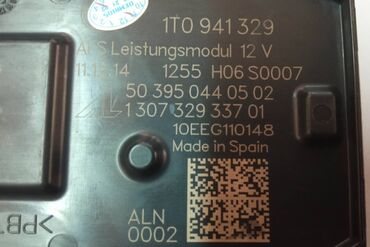 1T0 941 329
AFS Leistungsmodul 12 V
11.11.14 1255 H06 S0007
50 395 044 05 02
1 307 329 337 01
10EEG110148
Made in Spain
ALN
0002
>PBT